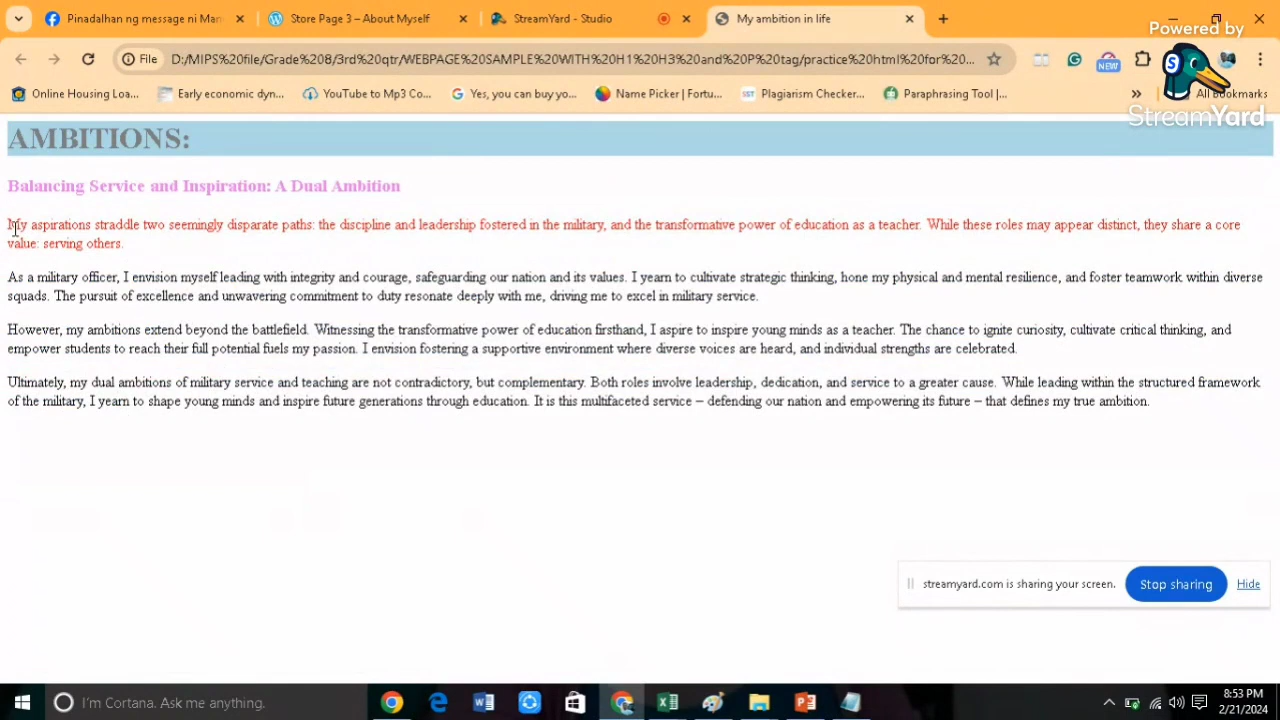 Pinadalhan ng message ni Man
Store Page 3 – About Myself
StreamYard - Studio
My ambition in life
Powered by
File
D:/MIPS%20file/Grade%208/3rd%20qtr/WEBPAGE%20SAMPLE%20WITH%20H1%20H3%20and%20P%20tag/practice%20html%20for%20...
NEW
Online Housing Loa...
Early economic dyn...
YouTube to Mp3 Co...
Yes, you can buy yo...
Name Picker | Fortu...
SST
Plagiarism Checker...
Paraphrasing Tool |...
»
All Bookmarks
StreamYard
AMBITIONS:
Balancing Service and Inspiration: A Dual Ambition
My aspirations straddle two seemingly disparate paths: the discipline and leadership fostered in the military, and the transformative power of education as a teacher. While these roles may appear distinct, they share a core
value: serving others.
As a military officer, I envision myself leading with integrity and courage, safeguarding our nation and its values. I yearn to cultivate strategic thinking, hone my physical and mental resilience, and foster teamwork within diverse
squads. The pursuit of excellence and unwavering commitment to duty resonate deeply with me, driving me to excel in military service.
However, my ambitions extend beyond the battlefield. Witnessing the transformative power of education firsthand, I aspire to inspire young minds as a teacher. The chance to ignite curiosity, cultivate critical thinking, and
empower students to reach their full potential fuels my passion. I envision fostering a supportive environment where diverse voices are heard, and individual strengths are celebrated.
Ultimately, my dual ambitions of military service and teaching are not contradictory, but complementary. Both roles involve leadership, dedication, and service to a greater cause. While leading within the structured framework
of the military, I yearn to shape young minds and inspire future generations through education. It is this multifaceted service – defending our nation and empowering its future – that defines my true ambition.
streamyard.com is sharing your screen.
Stop sharing
Hide
I'm Cortana. Ask me anything.
8:53 PM
2/21/2024